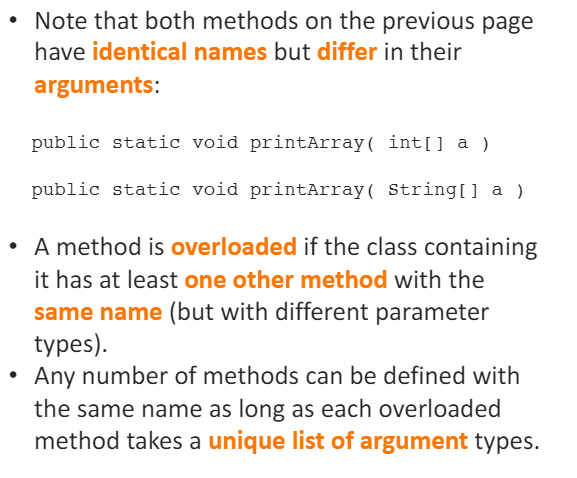 • Note that both methods on the previous page
have identical names but differ in their
arguments:
public static void printArray( int[] a )
public static void printArray( String[] a )
• A method is overloaded if the class containing
it has at least one other method with the
same name (but with different parameter
types).
• Any number of methods can be defined with
the same name as long as each overloaded
method takes a unique list of argument types.